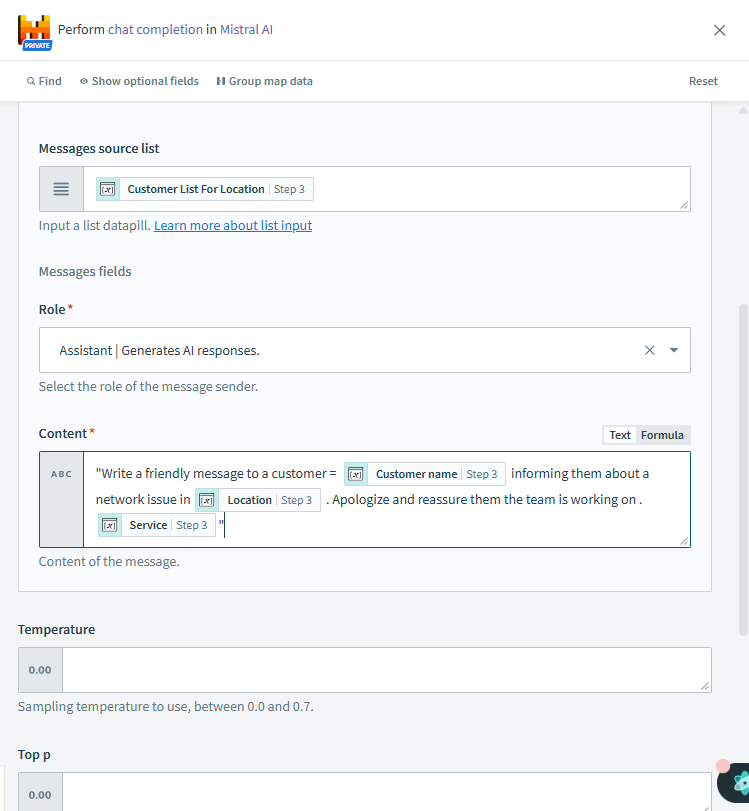 Perform chat completion in Mistral AI
PRIVATE
Find Show optional fields Group map data Reset
Messages source list
Customer List For Location | Step 3
Input a list datapill. Learn more about list input
Messages fields
Role *
Assistant | Generates AI responses.
Select the role of the message sender.
Content * Text Formula
ABC "Write a friendly message to a customer = Customer name | Step 3 informing them about a
network issue in Location | Step 3 . Apologize and reassure them the team is working on .
Service | Step 3 "
Content of the message.
Temperature
0.00
Sampling temperature to use, between 0.0 and 0.7.
Top p
0.00